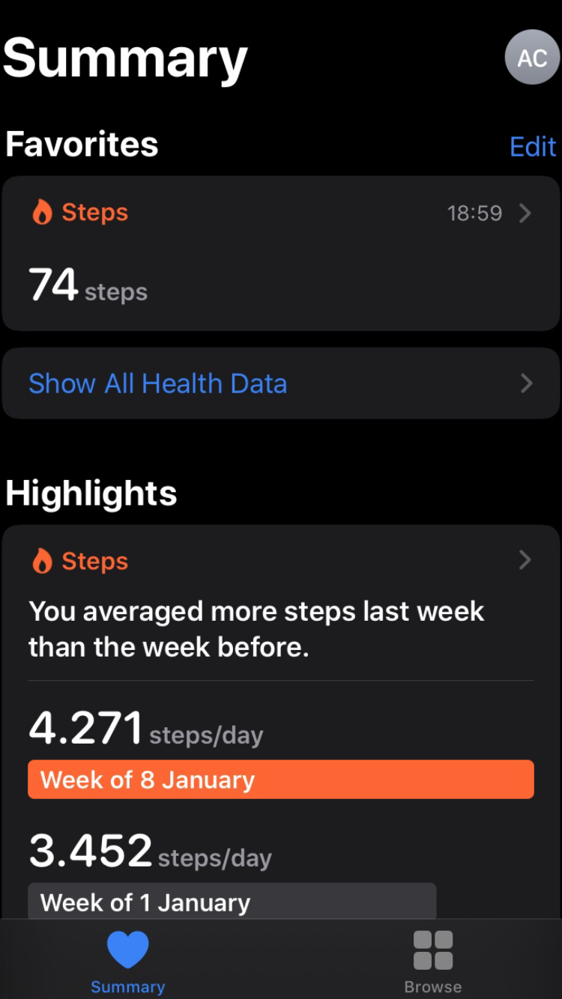 Summary
AC
Favorites
Edit
Steps
18:59
74 steps
Show All Health Data
Highlights
Steps
You averaged more steps last week
than the week before.
4.271 steps/day
Week of 8 January
3.452 steps/day
Week of 1 January
Summary
Browse